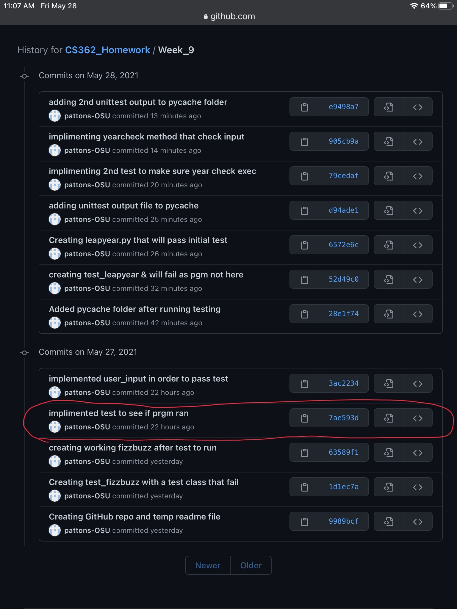 11:07 AM Fri May 28
64%
github.com
History for CS362_Homework / Week_9
Commits on May 28, 2021
adding 2nd unittest output to pycache folder
pattons-OSU committed 13 minutes ago
e9498a7
implimenting yearcheck method that check input
pattons-OSU committed 14 minutes ago
905cb9a
implimenting 2nd test to make sure year check exec
pattons-OSU committed 20 minutes ago
79cedaf
adding unittest output file to pycache
pattons-OSU committed 25 minutes ago
d94ade1
Creating leapyear.py that will pass initial test
pattons-OSU committed 26 minutes ago
6572e6c
creating test_leapyear & will fail as pgm not here
pattons-OSU committed 32 minutes ago
52d49c0
Added pycache folder after running testing
pattons-OSU committed 42 minutes ago
28e1f74
Commits on May 27, 2021
implemented user_input in order to pass test
pattons-OSU committed 22 hours ago
3ac2234
implimented test to see if prgm ran
pattons-OSU committed 22 hours ago
7ae593d
creating working fizzbuzz after test to run
pattons-OSU committed yesterday
63589f1
Creating test_fizzbuzz with a test class that fail
pattons-OSU committed yesterday
1d1ec7a
Creating GitHub repo and temp readme file
pattons-OSU committed yesterday
9989bcf
Newer Older